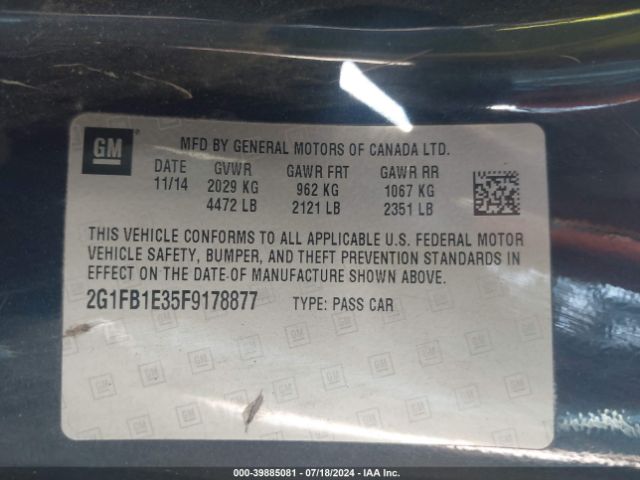 GM
MFD BY GENERAL MOTORS OF CANADA LTD.
DATE GVWR GAWR FRT GAWR RR
11/14 2029 KG 962 KG 1067 KG
4472 LB 2121 LB 2351 LB
THIS VEHICLE CONFORMS TO ALL APPLICABLE U.S. FEDERAL MOTOR
VEHICLE SAFETY, BUMPER, AND THEFT PREVENTION STANDARDS IN
EFFECT ON THE DATE OF MANUFACTURE SHOWN ABOVE.
2G1FB1E35F9178877 TYPE: PASS CAR
000-39885081 - 07/18/2024 - IAA Inc.